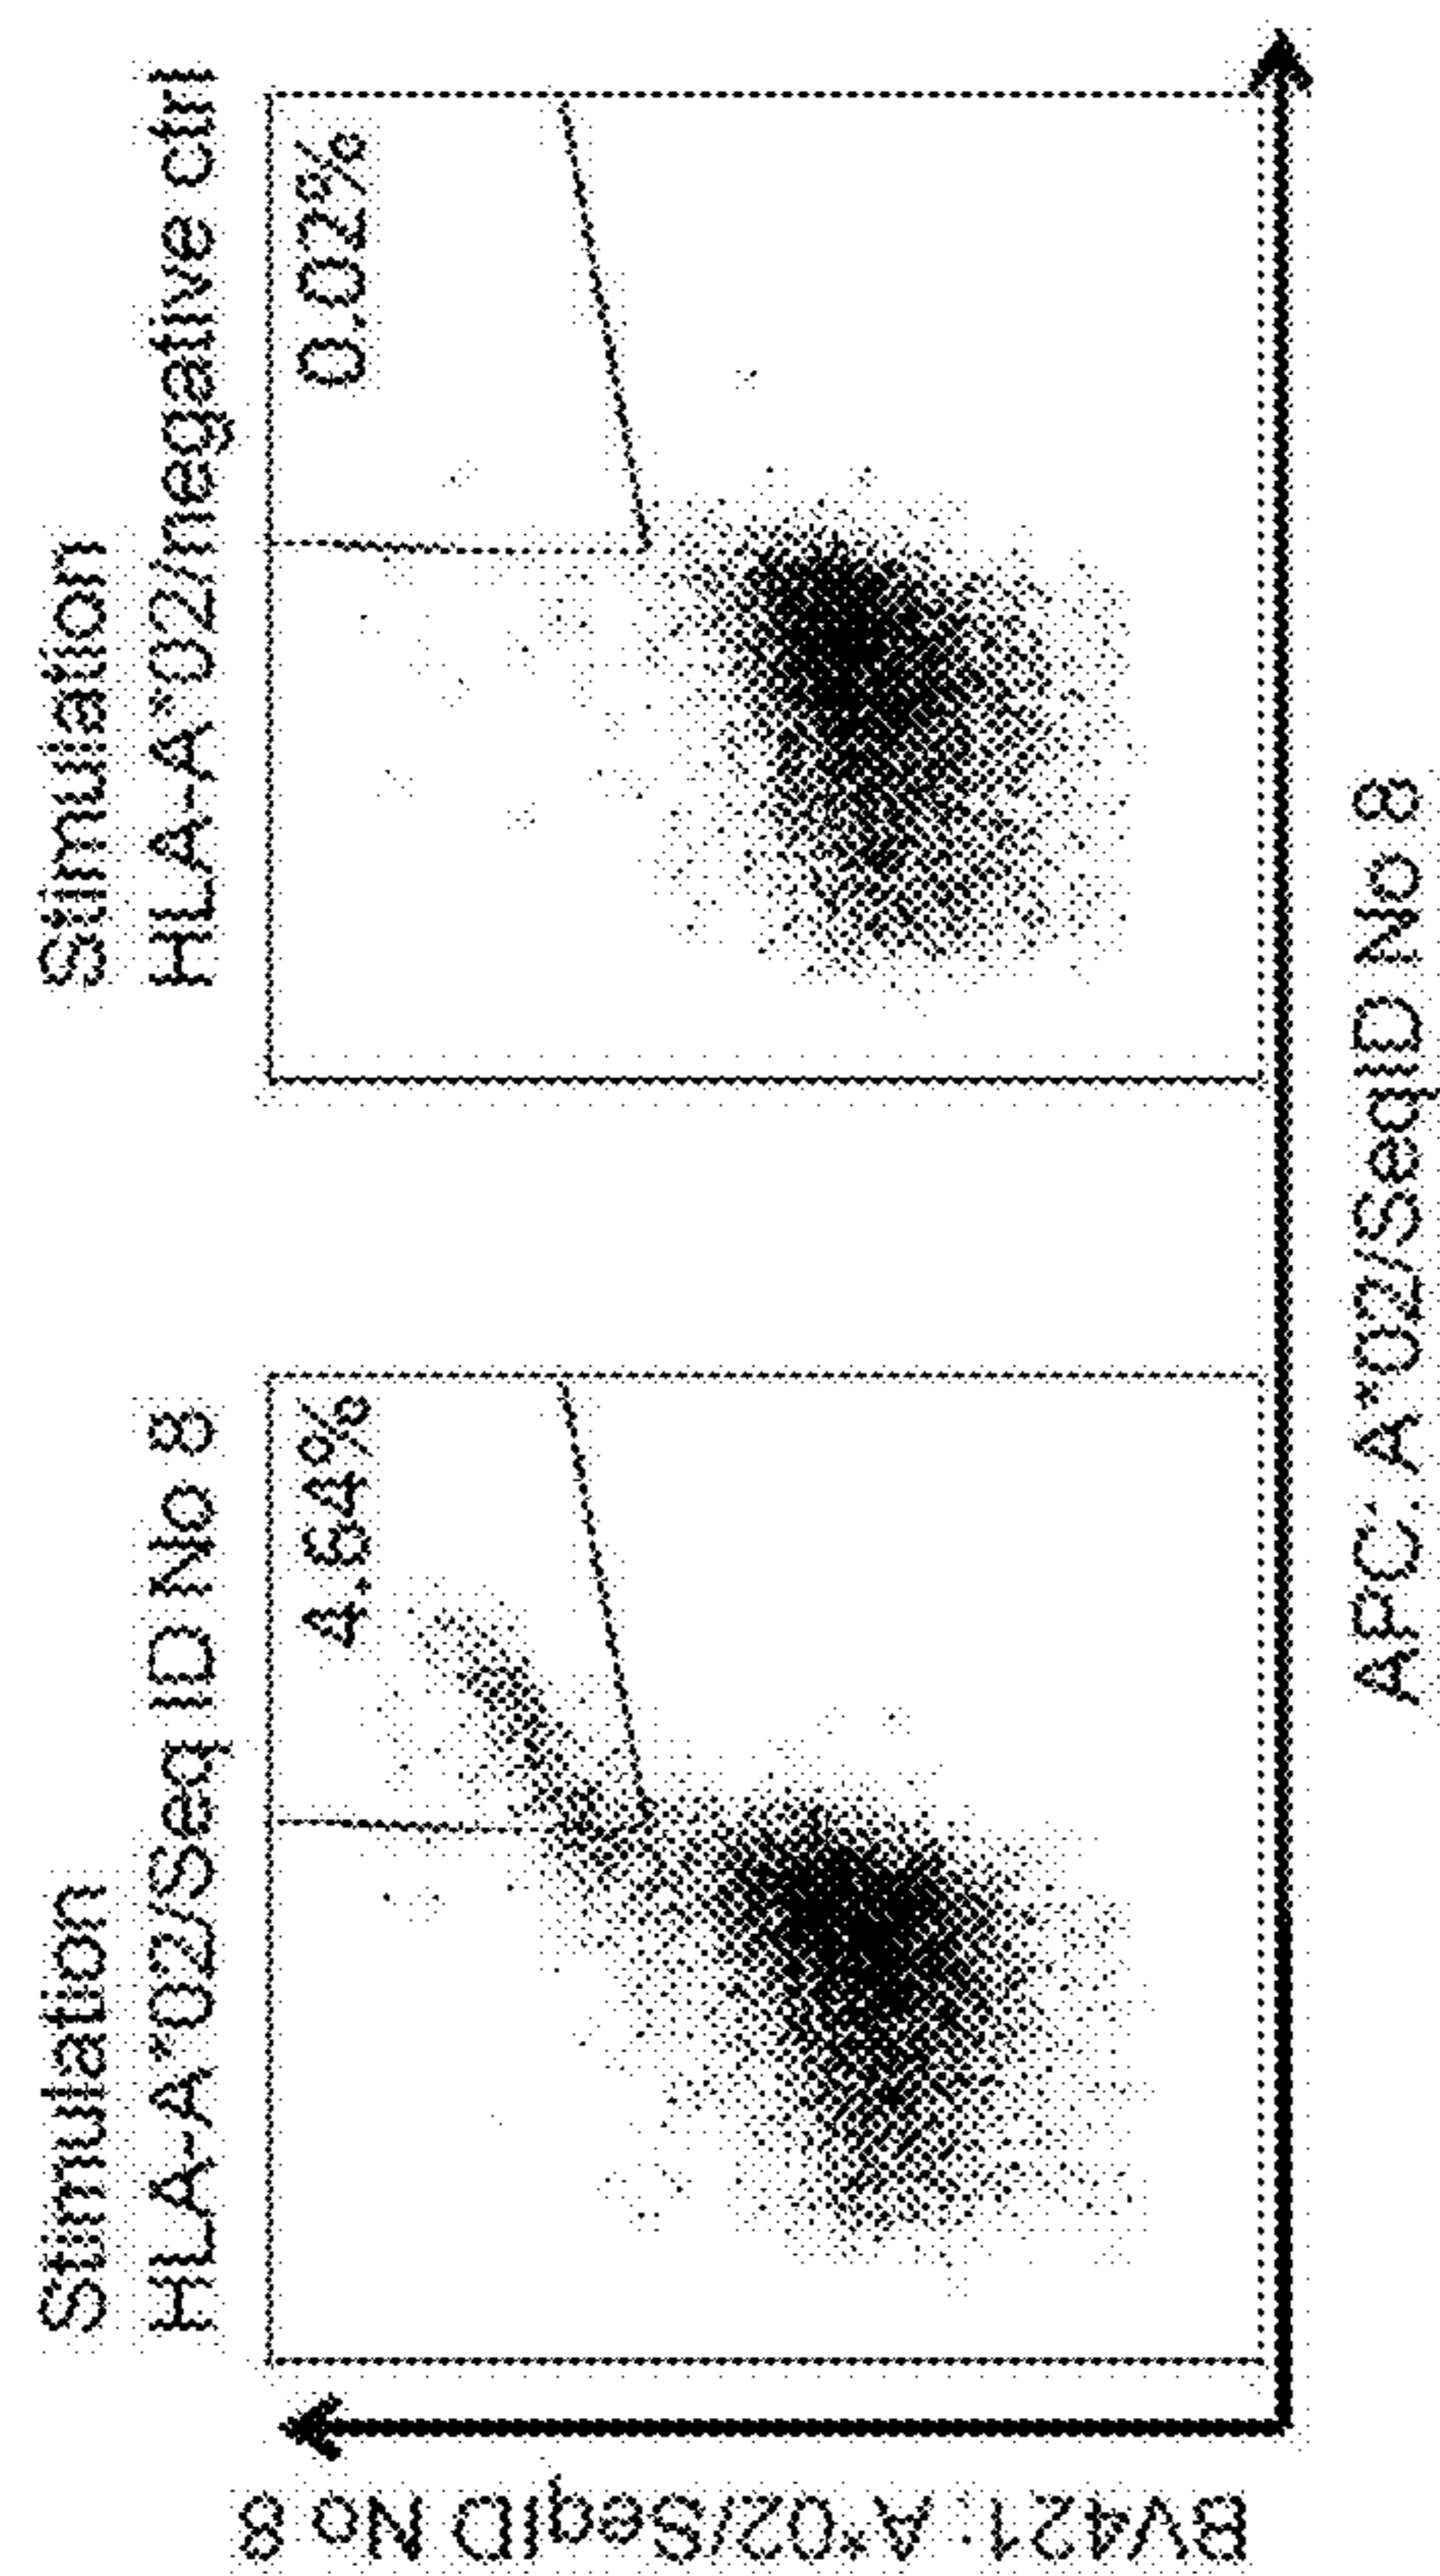 Stimulation
HLA-A*02/Seq ID No 8
Stimulation
HLA-A*02/negative ctrl
4.64%
0.02%
BV421: A*02/SeqID No 8
APC: A*02/SeqID No 8